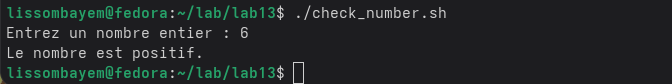 lissombayem@fedora:~/lab/lab13$ ./check_number.sh
Entrez un nombre entier : 6
Le nombre est positif.
lissombayem@fedora:~/lab/lab13$